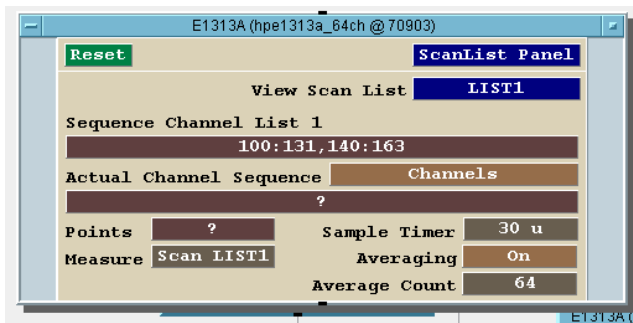 E1313A (hpe1313a_64ch @ 70903)
Reset ScanList Panel
View Scan List LIST1
Sequence Channel List 1
100:131,140:163
Actual Channel Sequence Channels
?
Points ? Sample Timer 30 u
Measure Scan LIST1 Averaging On
Average Count 64
E1313A (